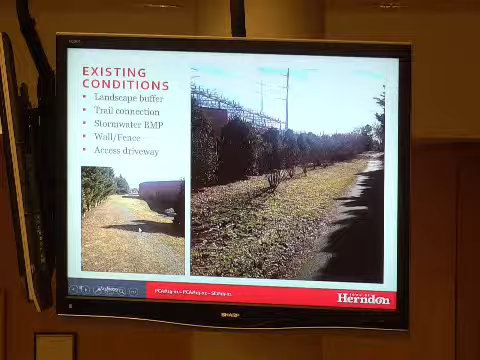 EXISTING
CONDITIONS
• Landscape buffer
• Trail connection
• Stormwater BMP
• Wall/Fence
• Access driveway
Herndon
SHARP